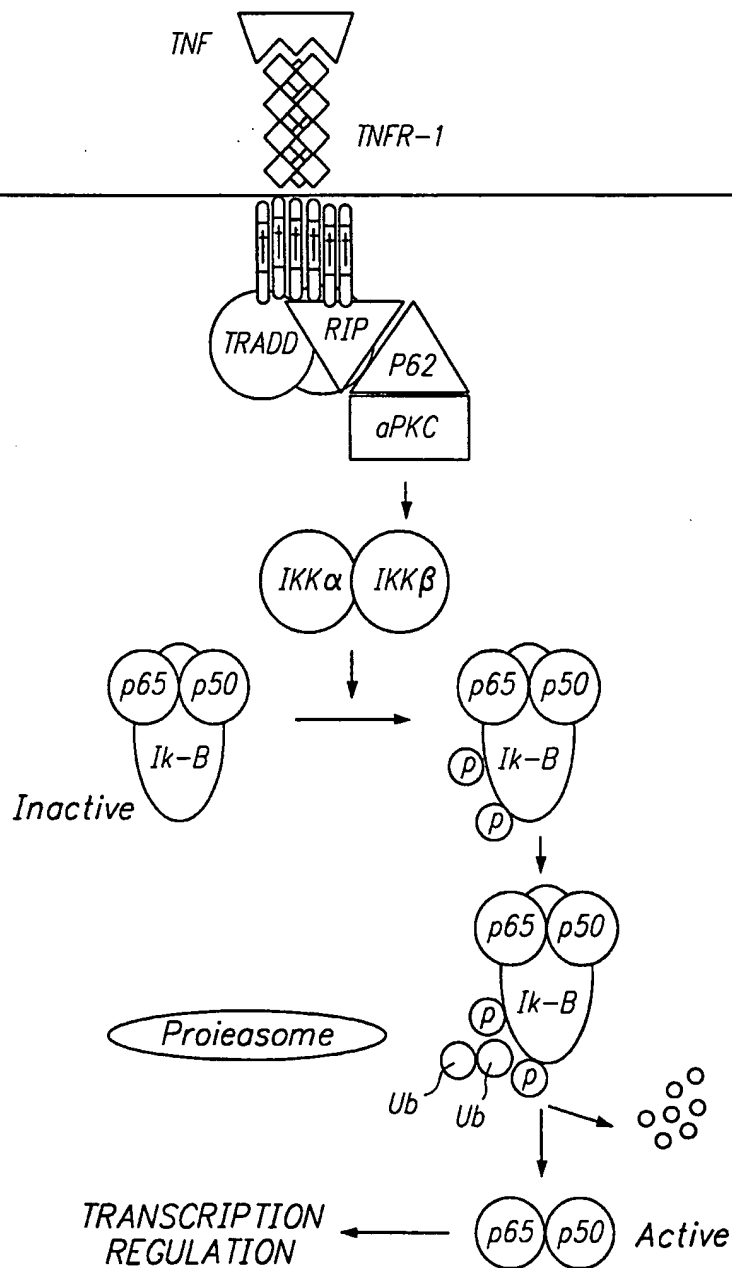 TNF
TNFR-1
TRADD
RIP
P62
aPKC
IKKα
IKKβ
p65
p50
Ik-B
Inactive
p65
p50
Ik-B
p
p
p65
p50
Ik-B
p
Proieasome
p
Ub
Ub
TRANSCRIPTION
REGULATION
p65
p50
Active